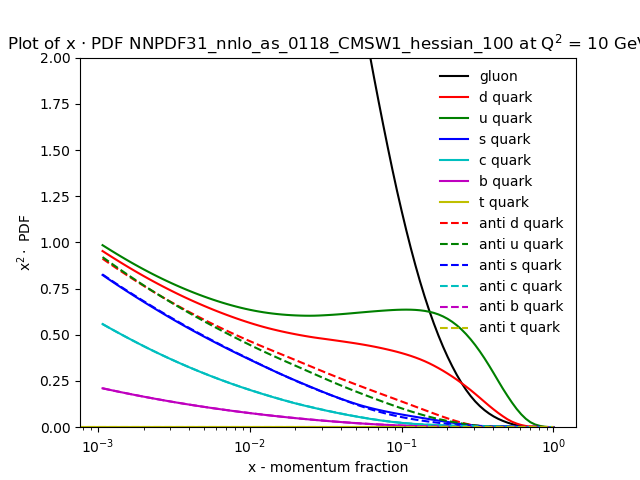 Plot of x · PDF NNPDF31_nnlo_as_0118_CMSW1_hessian_100 at Q² = 10 GeV
2.00
1.75
1.50
1.25
1.00
0.75
0.50
0.25
0.00
x² · PDF
gluon
d quark
u quark
s quark
c quark
b quark
t quark
anti d quark
anti u quark
anti s quark
anti c quark
anti b quark
anti t quark
10⁻³
10⁻²
10⁻¹
10⁰
x - momentum fraction